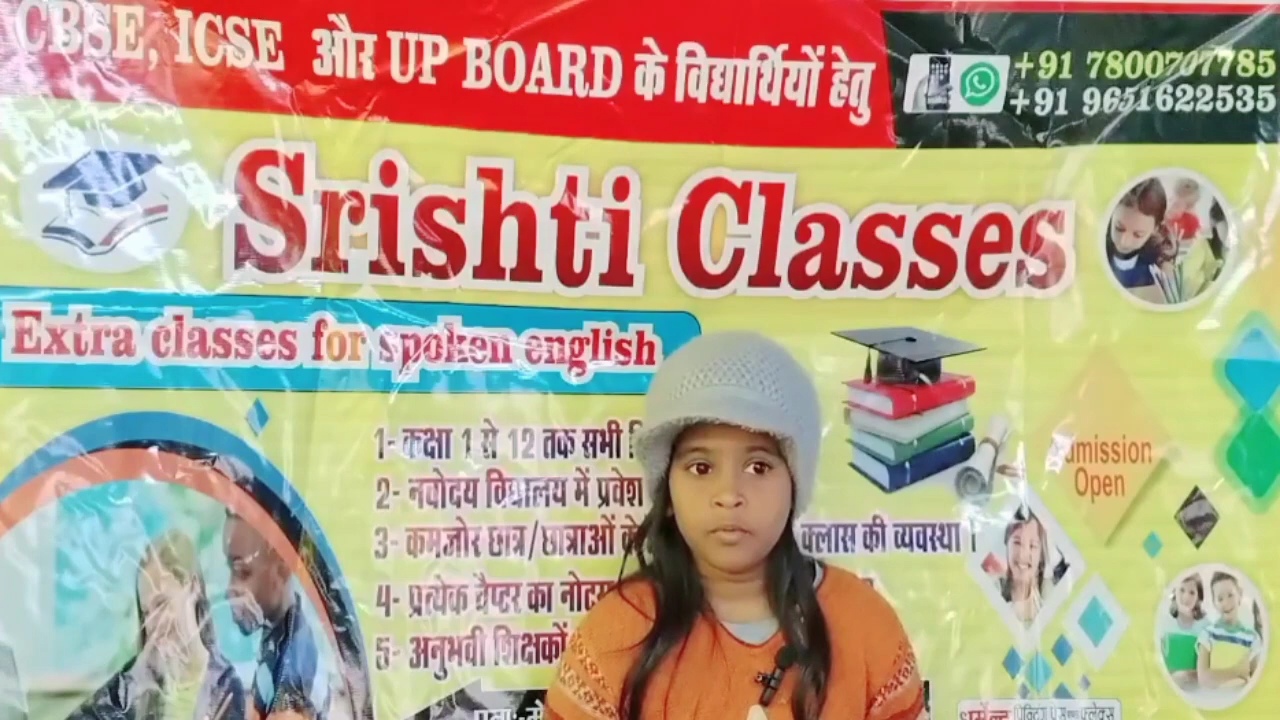 CBSE, ICSE और UP BOARD के विद्यार्थियों हेतु
+91 7800707785
+91 9651622535
Srishti Classes
Extra classes for spoken english
1- कक्षा 1 से 12 तक सभी
2- नवोदय विद्यालय में प्रवेश
3- कमजोर छात्र/छात्राओं के क्लास की व्यवस्था ।
4- प्रत्येक चैप्टर का नोटस
5- अनुभवी शिक्षकों
dmission
Open